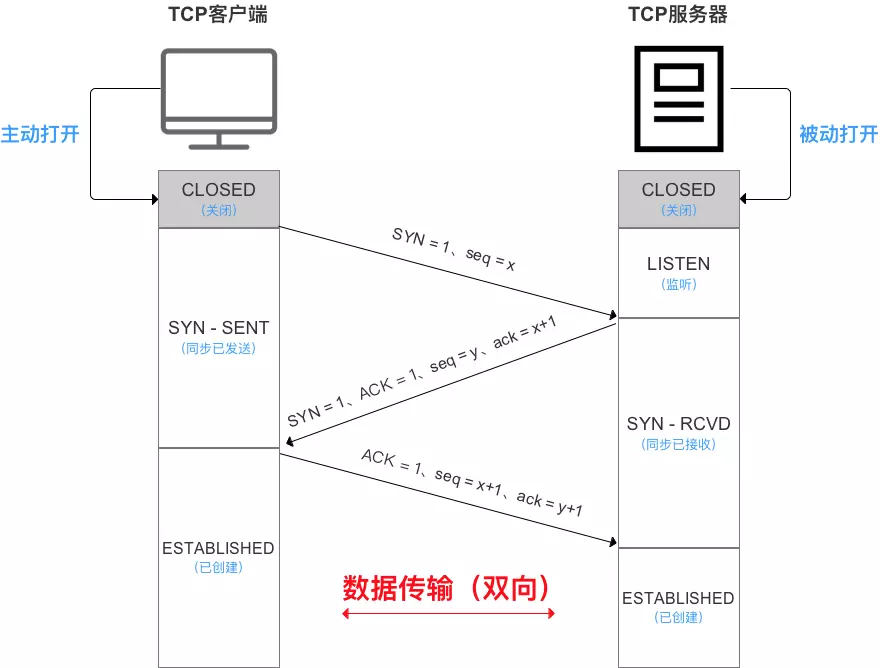 TCP客户端
TCP服务器
主动打开
被动打开
CLOSED
(关闭)
CLOSED
(关闭)
SYN = 1、seq = x
LISTEN
(监听)
SYN - SENT
(同步已发送)
SYN = 1、ACK = 1、seq = y、ack = x+1
SYN - RCVD
(同步已接收)
ACK = 1、seq = x+1、ack = y+1
ESTABLISHED
(已创建)
数据传输（双向）
ESTABLISHED
(已创建)